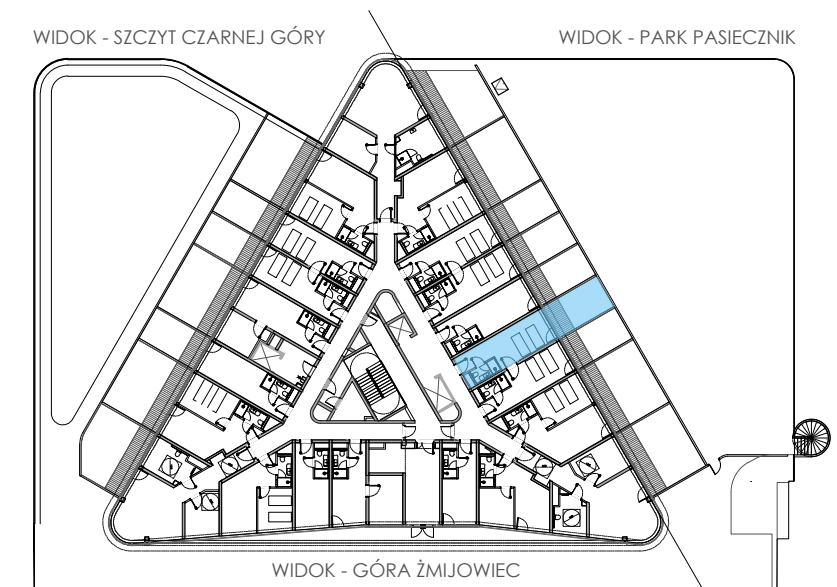 WIDOK - SZCZYT CZARNEJ GÓRY
WIDOK - PARK PASIECZNIK
WIDOK - GÓRA ŻMIJOWIEC